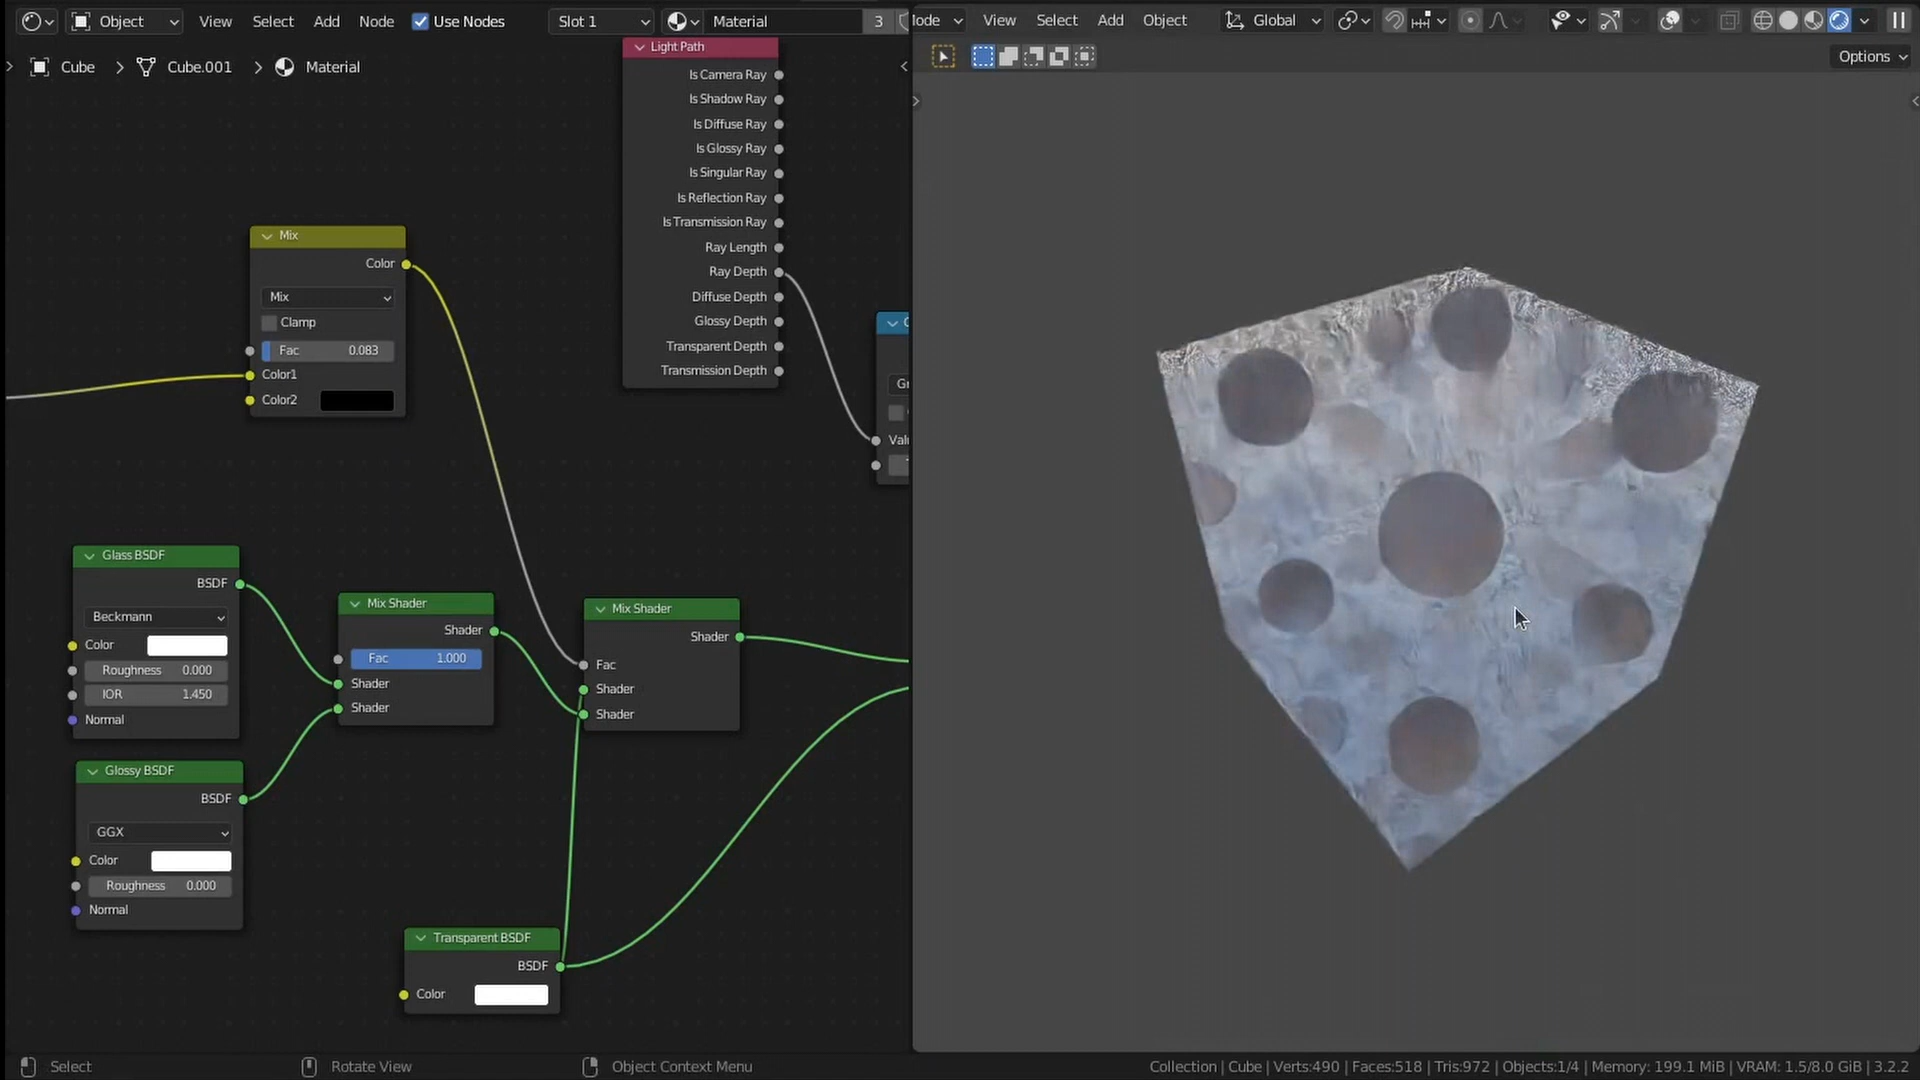 Object View Select Add Node Use Nodes Slot 1 Material 3
ode View Select Add Object Global
Options
Cube > Cube.001 > Material
Light Path
Is Camera Ray
Is Shadow Ray
Is Diffuse Ray
Is Glossy Ray
Is Singular Ray
Is Reflection Ray
Is Transmission Ray
Ray Length
Ray Depth
Diffuse Depth
Glossy Depth
Transparent Depth
Transmission Depth
Mix
Color
Mix
Clamp
Fac 0.083
Color1
Color2
Gr
Valu
Glass BSDF
BSDF
Beckmann
Color
Roughness 0.000
IOR 1.450
Normal
Mix Shader
Shader
Fac 1.000
Shader
Shader
Mix Shader
Shader
Fac
Shader
Shader
Glossy BSDF
BSDF
GGX
Color
Roughness 0.000
Normal
Transparent BSDF
BSDF
Color
Select Rotate View Object Context Menu
Collection | Cube | Verts:490 | Faces:518 | Tris:972 | Objects:1/4 | Memory: 199.1 MiB | VRAM: 1.5/8.0 GiB | 3.2.2